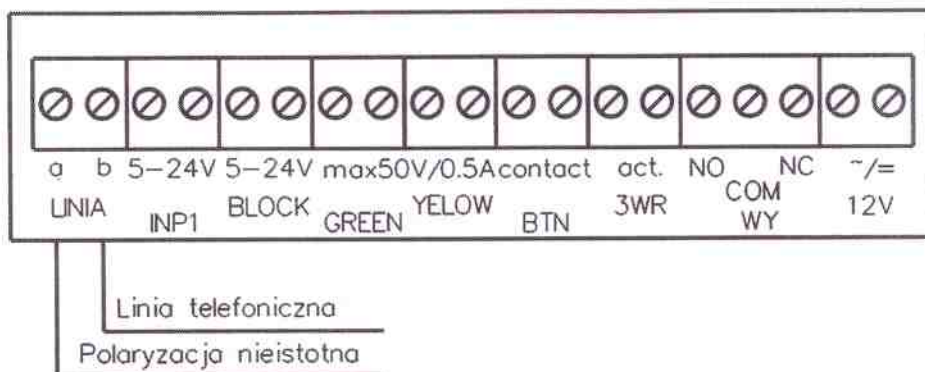 a b 5-24V 5-24V max50V/0.5A contact act. NO NC ~/=
LINIA INP1 BLOCK GREEN YELOW BTN 3WR COM WY 12V
Linia telefoniczna
Polaryzacja nieistotna